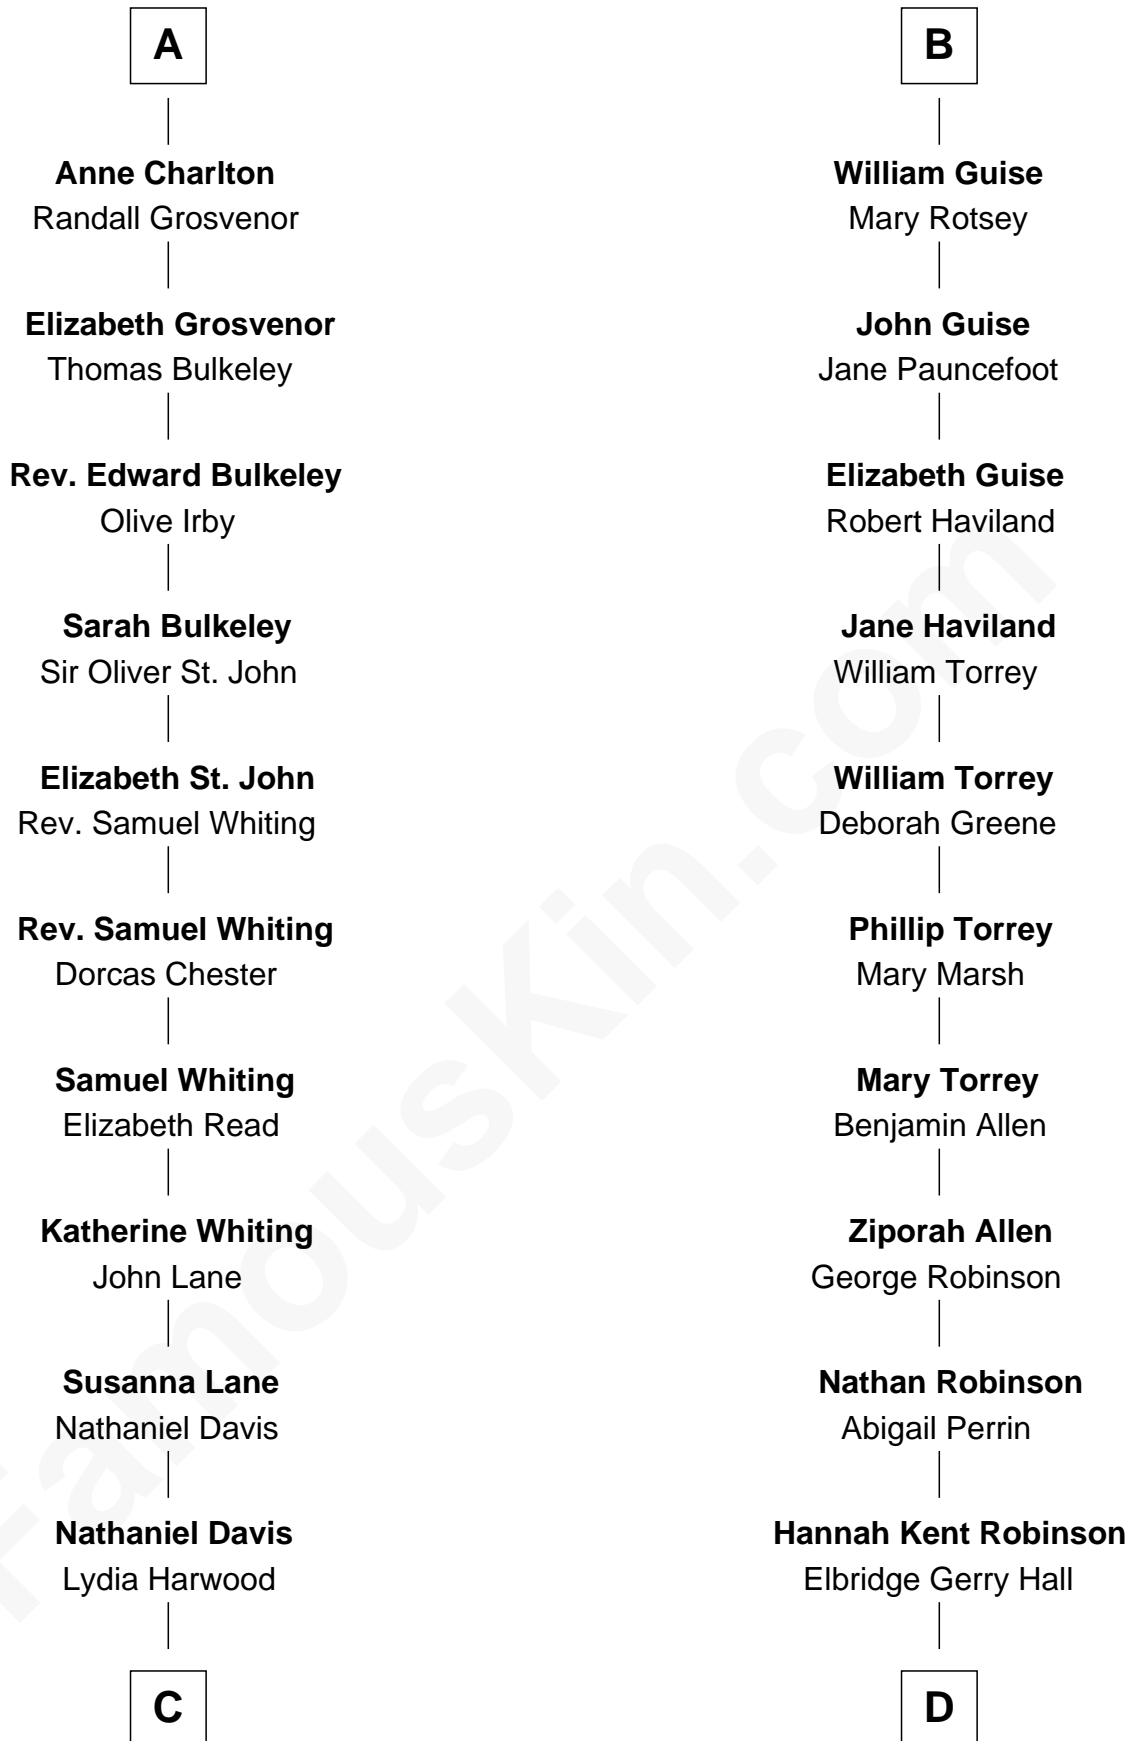 A
Anne Charlton
Randall Grosvenor
Elizabeth Grosvenor
Thomas Bulkeley
Rev. Edward Bulkeley
Olive Irby
Sarah Bulkeley
Sir Oliver St. John
Elizabeth St. John
Rev. Samuel Whiting
Rev. Samuel Whiting
Dorcas Chester
Samuel Whiting
Elizabeth Read
Katherine Whiting
John Lane
Susanna Lane
Nathaniel Davis
Nathaniel Davis
Lydia Harwood
C
B
William Guise
Mary Rotsey
John Guise
Jane Pauncefoot
Elizabeth Guise
Robert Haviland
Jane Haviland
William Torrey
William Torrey
Deborah Greene
Phillip Torrey
Mary Marsh
Mary Torrey
Benjamin Allen
Ziporah Allen
George Robinson
Nathan Robinson
Abigail Perrin
Hannah Kent Robinson
Elbridge Gerry Hall
D
FamousKin.com